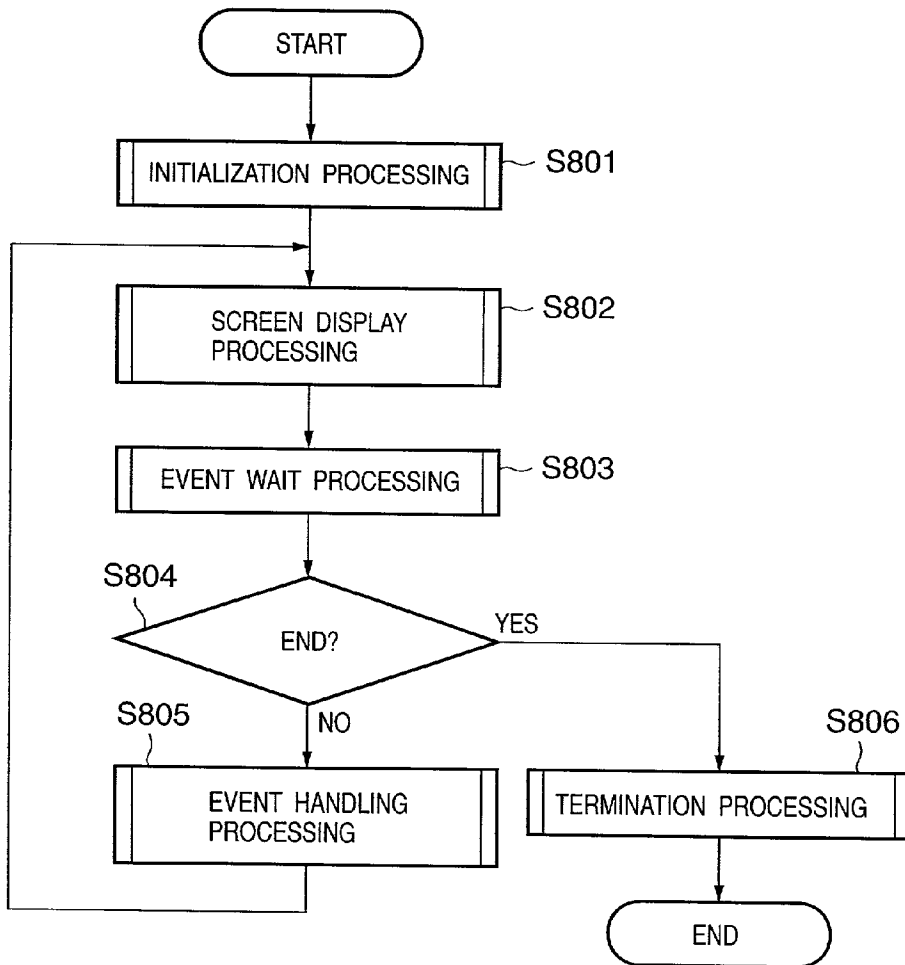 START
INITIALIZATION PROCESSING
S801
SCREEN DISPLAY
PROCESSING
S802
EVENT WAIT PROCESSING
S803
S804
END?
YES
NO
S805
EVENT HANDLING
PROCESSING
S806
TERMINATION PROCESSING
END